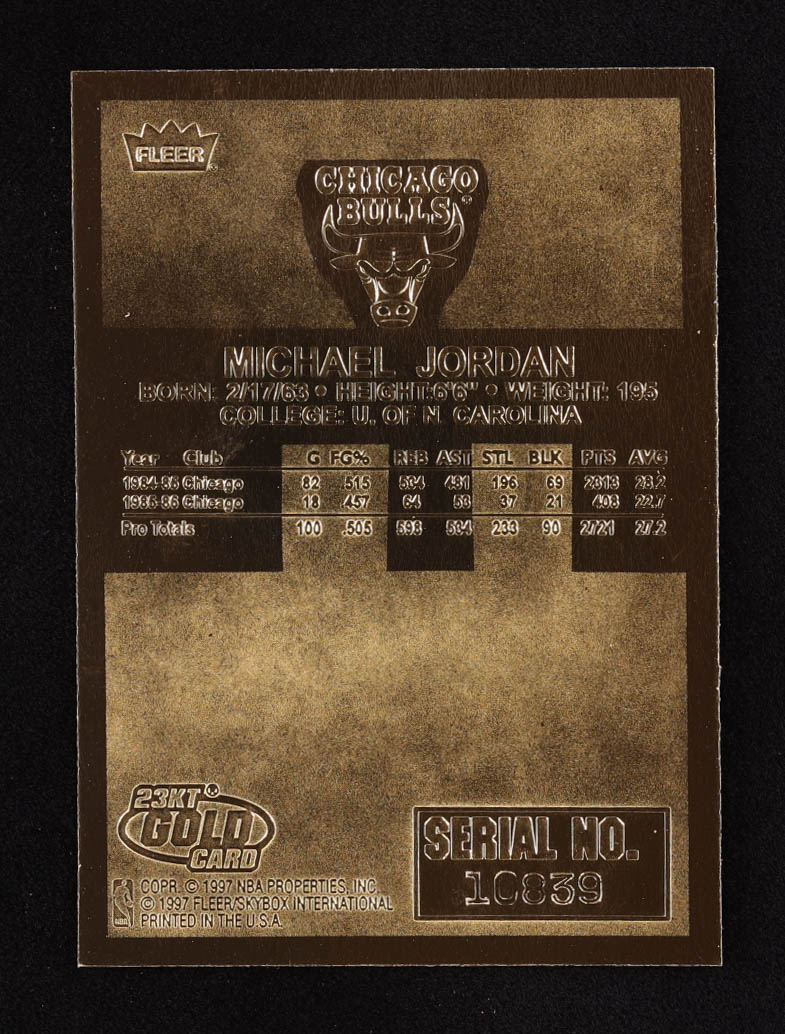 FLEER
CHICAGO
BULLS
MICHAEL JORDAN
BORN: 2/17/63 • HEIGHT:6'6" • WEIGHT: 195
COLLEGE: U. OF N. CAROLINA
Year Club G FG% REB AST STL BLK PTS AVG
1984-85 Chicago 82 .515 534 481 196 69 2313 28.2
1985-86 Chicago 18 .457 64 53 37 21 408 22.7
Pro Totals 100 .505 598 534 233 90 2721 27.2
23KT
GOLD
CARD
SERIAL NO.
10839
COPR. © 1997 NBA PROPERTIES, INC.
© 1997 FLEER/SKYBOX INTERNATIONAL
PRINTED IN THE U.S.A.
NBA